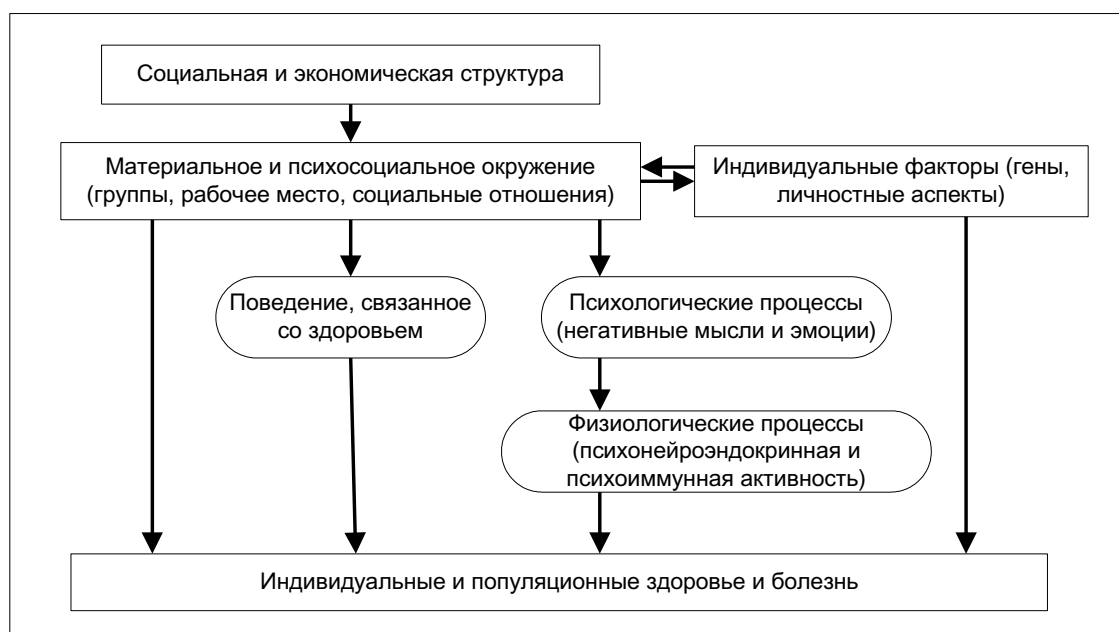 Социальная и экономическая структура
Материальное и психосоциальное окружение
(группы, рабочее место, социальные отношения)
Индивидуальные факторы (гены,
личностные аспекты)
Поведение, связанное
со здоровьем
Психологические процессы
(негативные мысли и эмоции)
Физиологические процессы
(психонейроэндокринная и
психоиммунная активность)
Индивидуальные и популяционные здоровье и болезнь